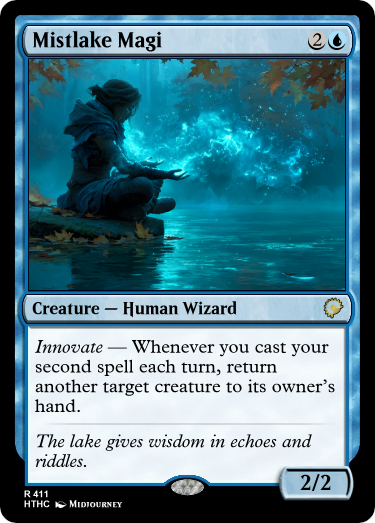 Mistlake Magi 2
Creature — Human Wizard
Innovate — Whenever you cast your
second spell each turn, return
another target creature to its owner's
hand.
The lake gives wisdom in echoes and
riddles.
2/2
R 411
HTHC Midjourney